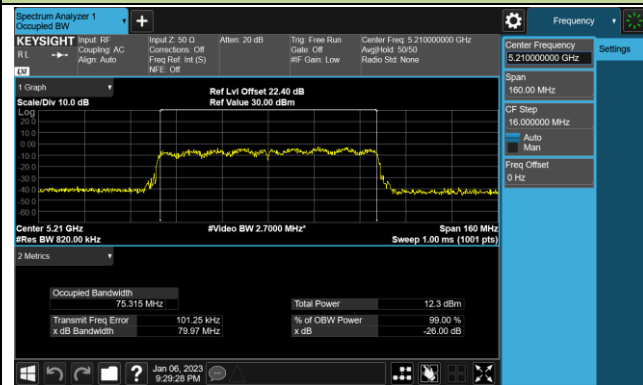 Spectrum Analyzer 1
Occupied BW
Frequency
KEYSIGHT
RL
Input: RF
Coupling: AC
Align: Auto
Input Z: 50 Ω
Corrections: Off
Freq Ref: Int (S)
NFE: Off
Atten: 20 dB
Trig: Free Run
Gate: Off
#IF Gain: Low
Center Freq: 5.210000000 GHz
Avg|Hold: 50/50
Radio Std: None
Center Frequency
5.210000000 GHz
Settings
Span
160.00 MHz
CF Step
16.000000 MHz
Auto
Man
Freq Offset
0 Hz
1 Graph
Scale/Div 10.0 dB
Ref Lvl Offset 22.40 dB
Ref Value 30.00 dBm
Log
20.0
10.0
0.00
-10.0
-20.0
-30.0
-40.0
-50.0
-60.0
Center 5.21 GHz
#Video BW 2.7000 MHz*
Span 160 MHz
#Res BW 820.00 kHz
Sweep 1.00 ms (1001 pts)
2 Metrics
Occupied Bandwidth
75.315 MHz
Total Power
12.3 dBm
Transmit Freq Error
101.25 kHz
% of OBW Power
99.00 %
x dB Bandwidth
79.97 MHz
x dB
-26.00 dB
Jan 06, 2023
9:29:28 PM